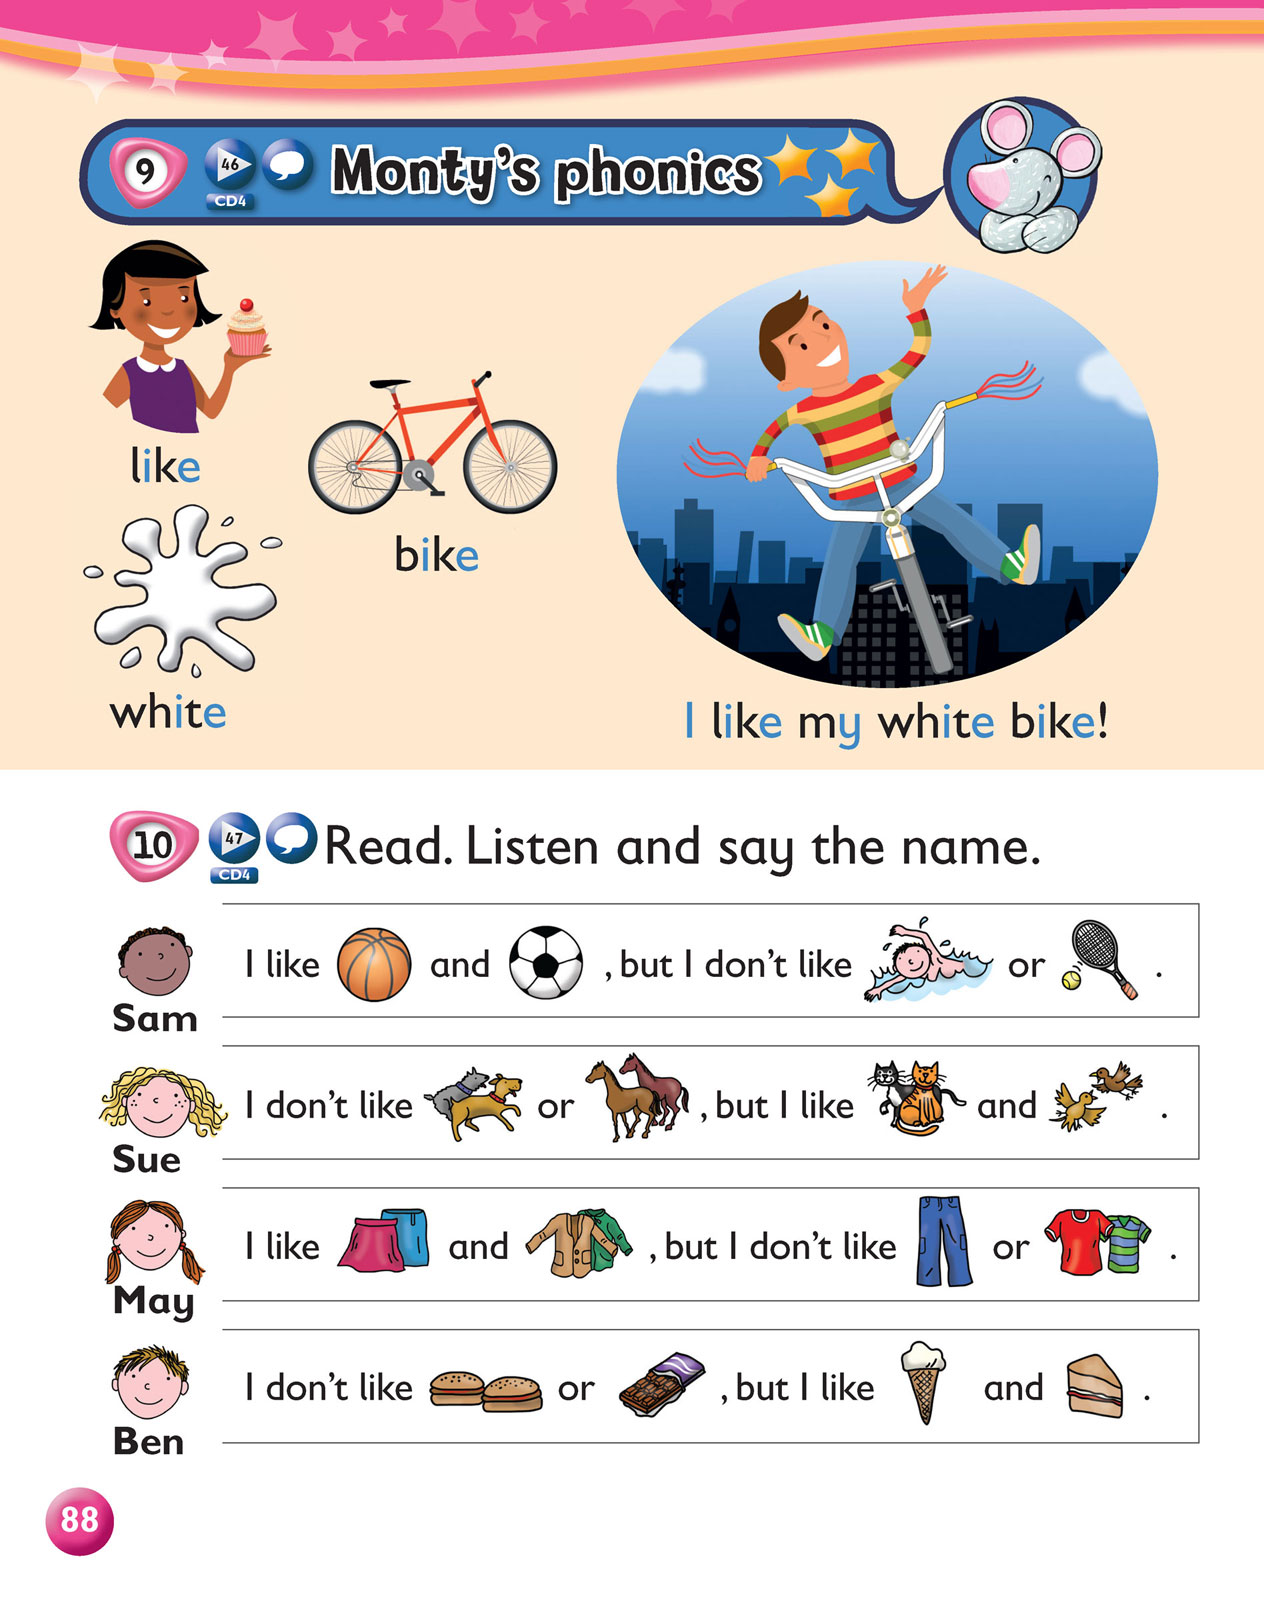 9
46
CD4
Monty's phonics
like
bike
white
I like my white bike!
10
47
CD4
Read. Listen and say the name.
Sam
I like and , but I don't like or .
Sue
I don't like or , but I like and .
May
I like and , but I don't like or .
Ben
I don't like or , but I like and .
88